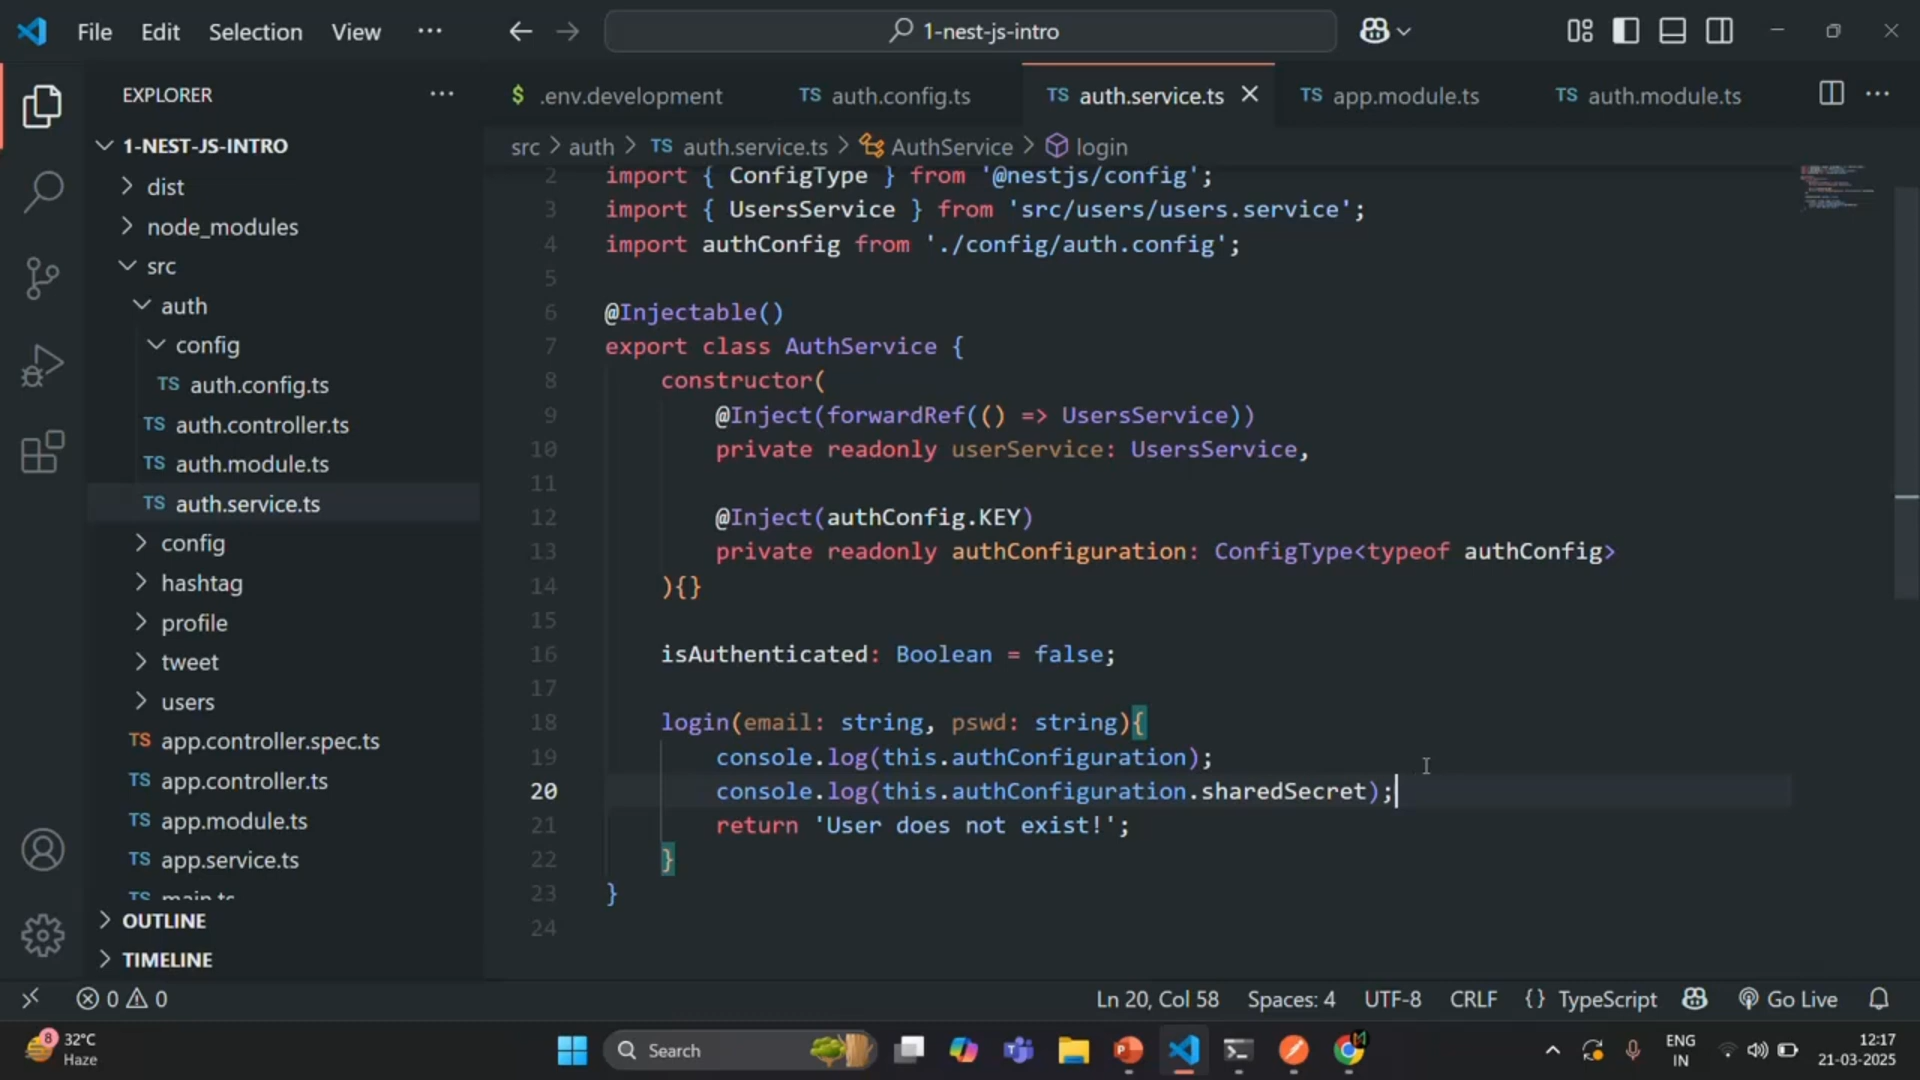 File Edit Selection View ···
1-nest-js-intro
EXPLORER ···
1-NEST-JS-INTRO
dist
node_modules
src
auth
config
TS auth.config.ts
TS auth.controller.ts
TS auth.module.ts
TS auth.service.ts
config
hashtag
profile
tweet
users
TS app.controller.spec.ts
TS app.controller.ts
TS app.module.ts
TS app.service.ts
TS main.ts
OUTLINE
TIMELINE
$ .env.development TS auth.config.ts TS auth.service.ts TS app.module.ts TS auth.module.ts ···
src > auth > TS auth.service.ts > AuthService > login
2 import { ConfigType } from '@nestjs/config';
3 import { UsersService } from 'src/users/users.service';
4 import authConfig from './config/auth.config';
5
6 @Injectable()
7 export class AuthService {
8 constructor(
9 @Inject(forwardRef(() => UsersService))
10 private readonly userService: UsersService,
11
12 @Inject(authConfig.KEY)
13 private readonly authConfiguration: ConfigType<typeof authConfig>
14 ){}
15
16 isAuthenticated: Boolean = false;
17
18 login(email: string, pswd: string){
19 console.log(this.authConfiguration);
20 console.log(this.authConfiguration.sharedSecret);
21 return 'User does not exist!';
22 }
23 }
24
0 0 Ln 20, Col 58 Spaces: 4 UTF-8 CRLF {} TypeScript Go Live
8 32°C
Haze
Search
ENG
IN
12:17
21-03-2025